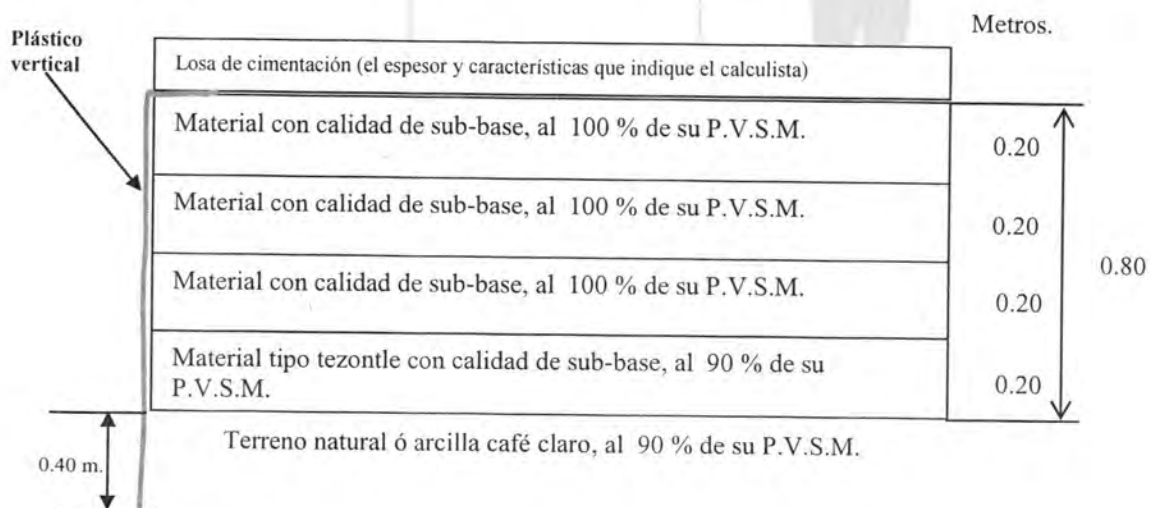 Metros.
Plástico
vertical
Losa de cimentación (el espesor y características que indique el calculista)
Material con calidad de sub-base, al 100 % de su P.V.S.M.
0.20
Material con calidad de sub-base, al 100 % de su P.V.S.M.
0.20
0.80
Material con calidad de sub-base, al 100 % de su P.V.S.M.
0.20
Material tipo tezontle con calidad de sub-base, al 90 % de su
P.V.S.M.
0.20
Terreno natural ó arcilla café claro, al 90 % de su P.V.S.M.
0.40 m.